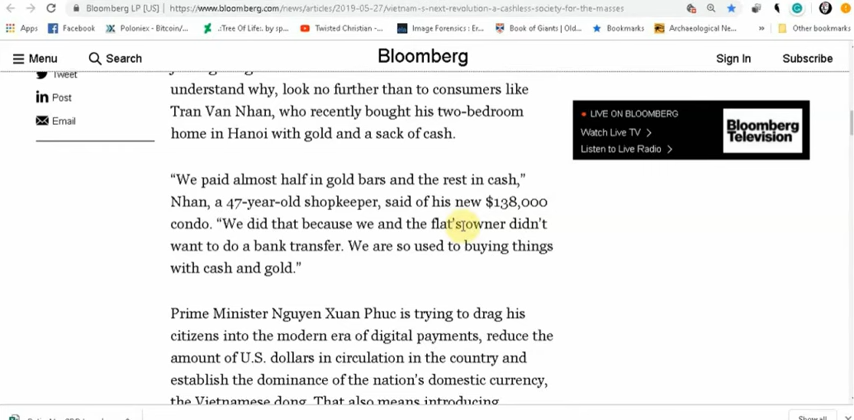 Bloomberg LP [US] | https://www.bloomberg.com/news/articles/2019-05-27/vietnam-s-next-revolution-a-cashless-society-for-the-masses
Apps Facebook Poloniex - Bitcoin/... .:Tree Of Life:. by sp... Twisted Christian -... Image Forensics : Er... Book of Giants | Old... Bookmarks Archaeological New... Other bookmarks
Menu Search Bloomberg Sign In Subscribe
Tweet
Post
Email
understand why, look no further than to consumers like
Tran Van Nhan, who recently bought his two-bedroom
home in Hanoi with gold and a sack of cash.
LIVE ON BLOOMBERG
Watch Live TV >
Listen to Live Radio >
Bloomberg
Television
“We paid almost half in gold bars and the rest in cash,”
Nhan, a 47-year-old shopkeeper, said of his new $138,000
condo. “We did that because we and the flat's owner didn't
want to do a bank transfer. We are so used to buying things
with cash and gold.”
Prime Minister Nguyen Xuan Phuc is trying to drag his
citizens into the modern era of digital payments, reduce the
amount of U.S. dollars in circulation in the country and
establish the dominance of the nation's domestic currency,
the Vietnamese dong. That also means introducing
Show all